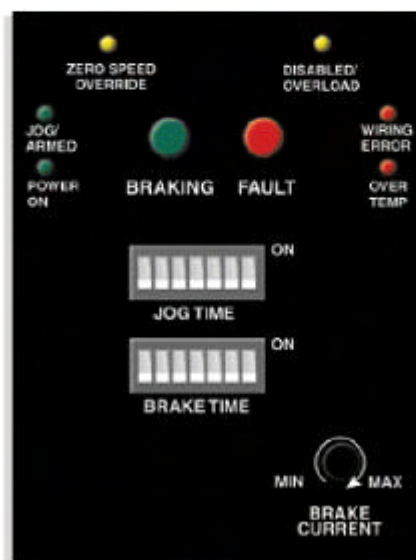 ZERO SPEED
OVERRIDE
DISABLED/
OVERLOAD
JOG/
ARMED
WIRING
ERROR
POWER
ON
BRAKING
FAULT
OVER
TEMP
ON
JOG TIME
ON
BRAKE TIME
MIN
MAX
BRAKE
CURRENT